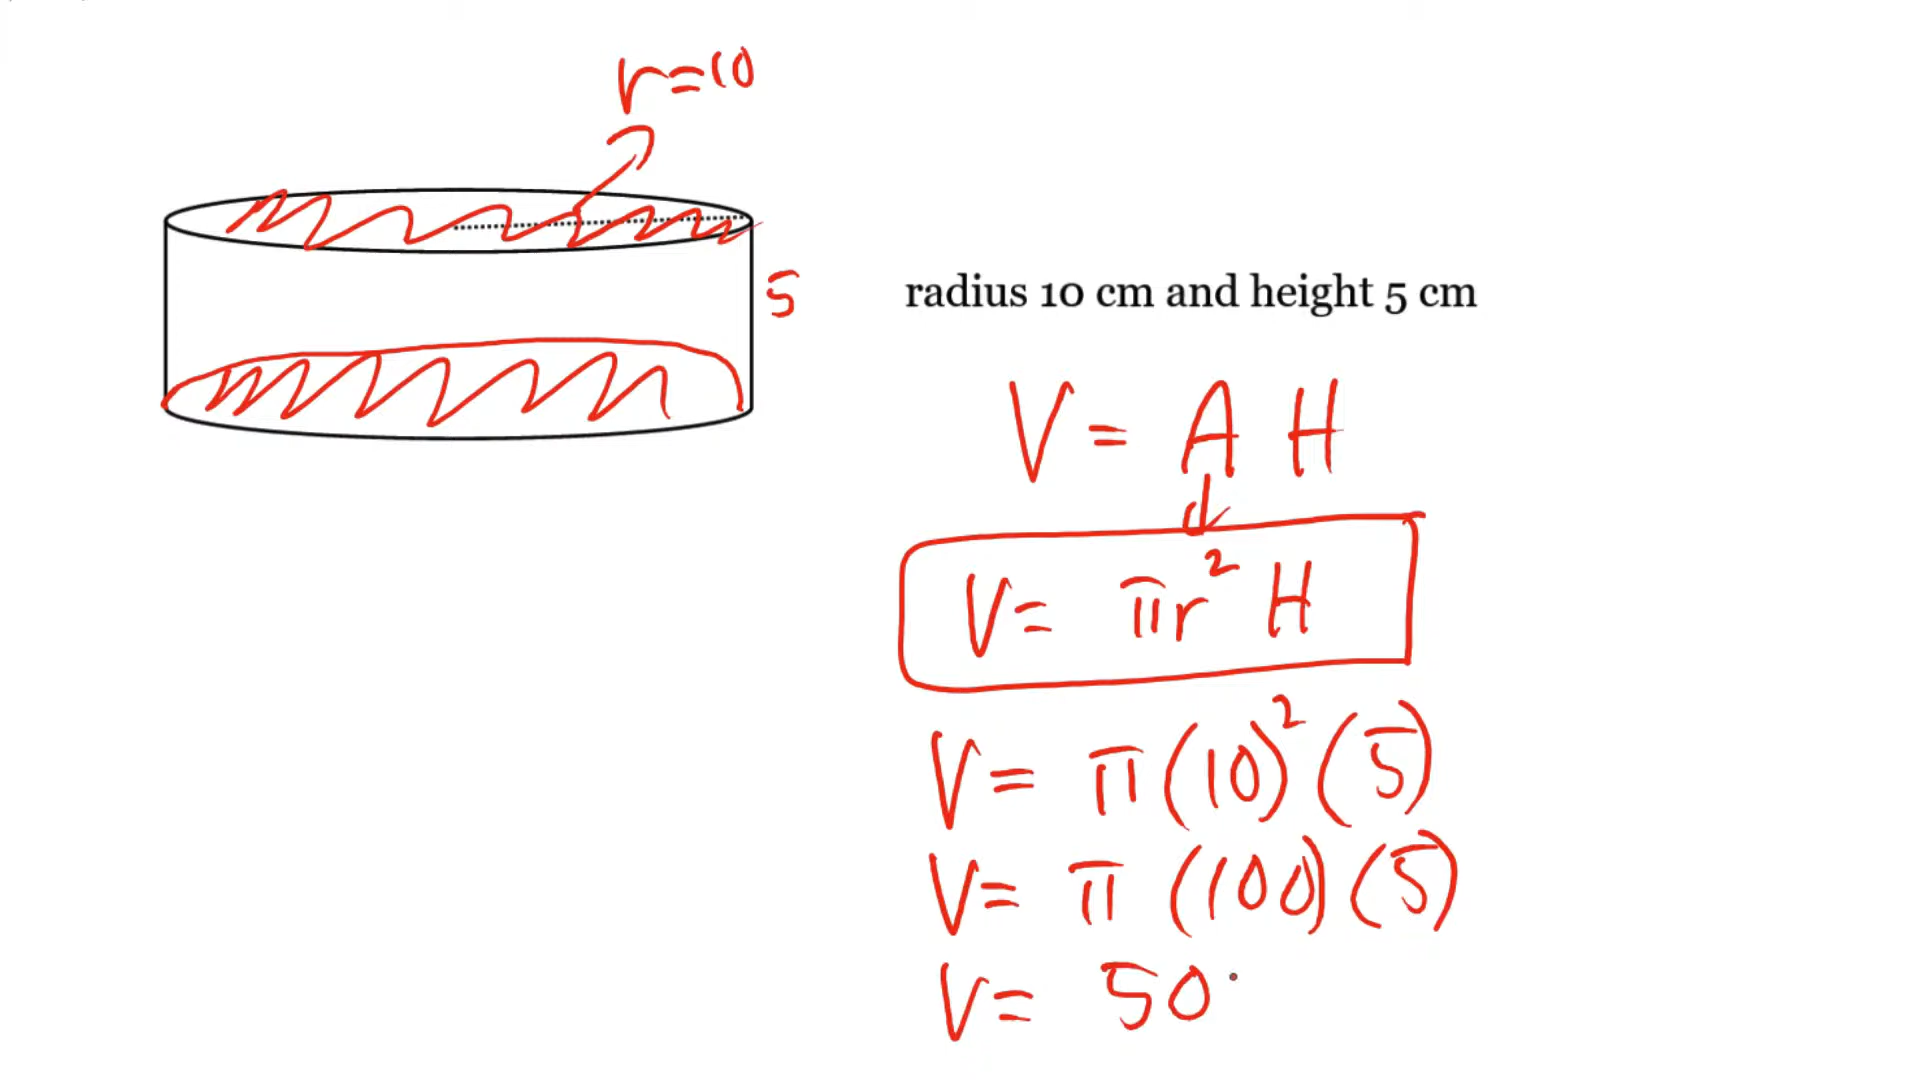 r=10
5
radius 10 cm and height 5 cm
V = A H
V = πr² H
V = π(10)²(5)
V = π (100)(5)
V = 50